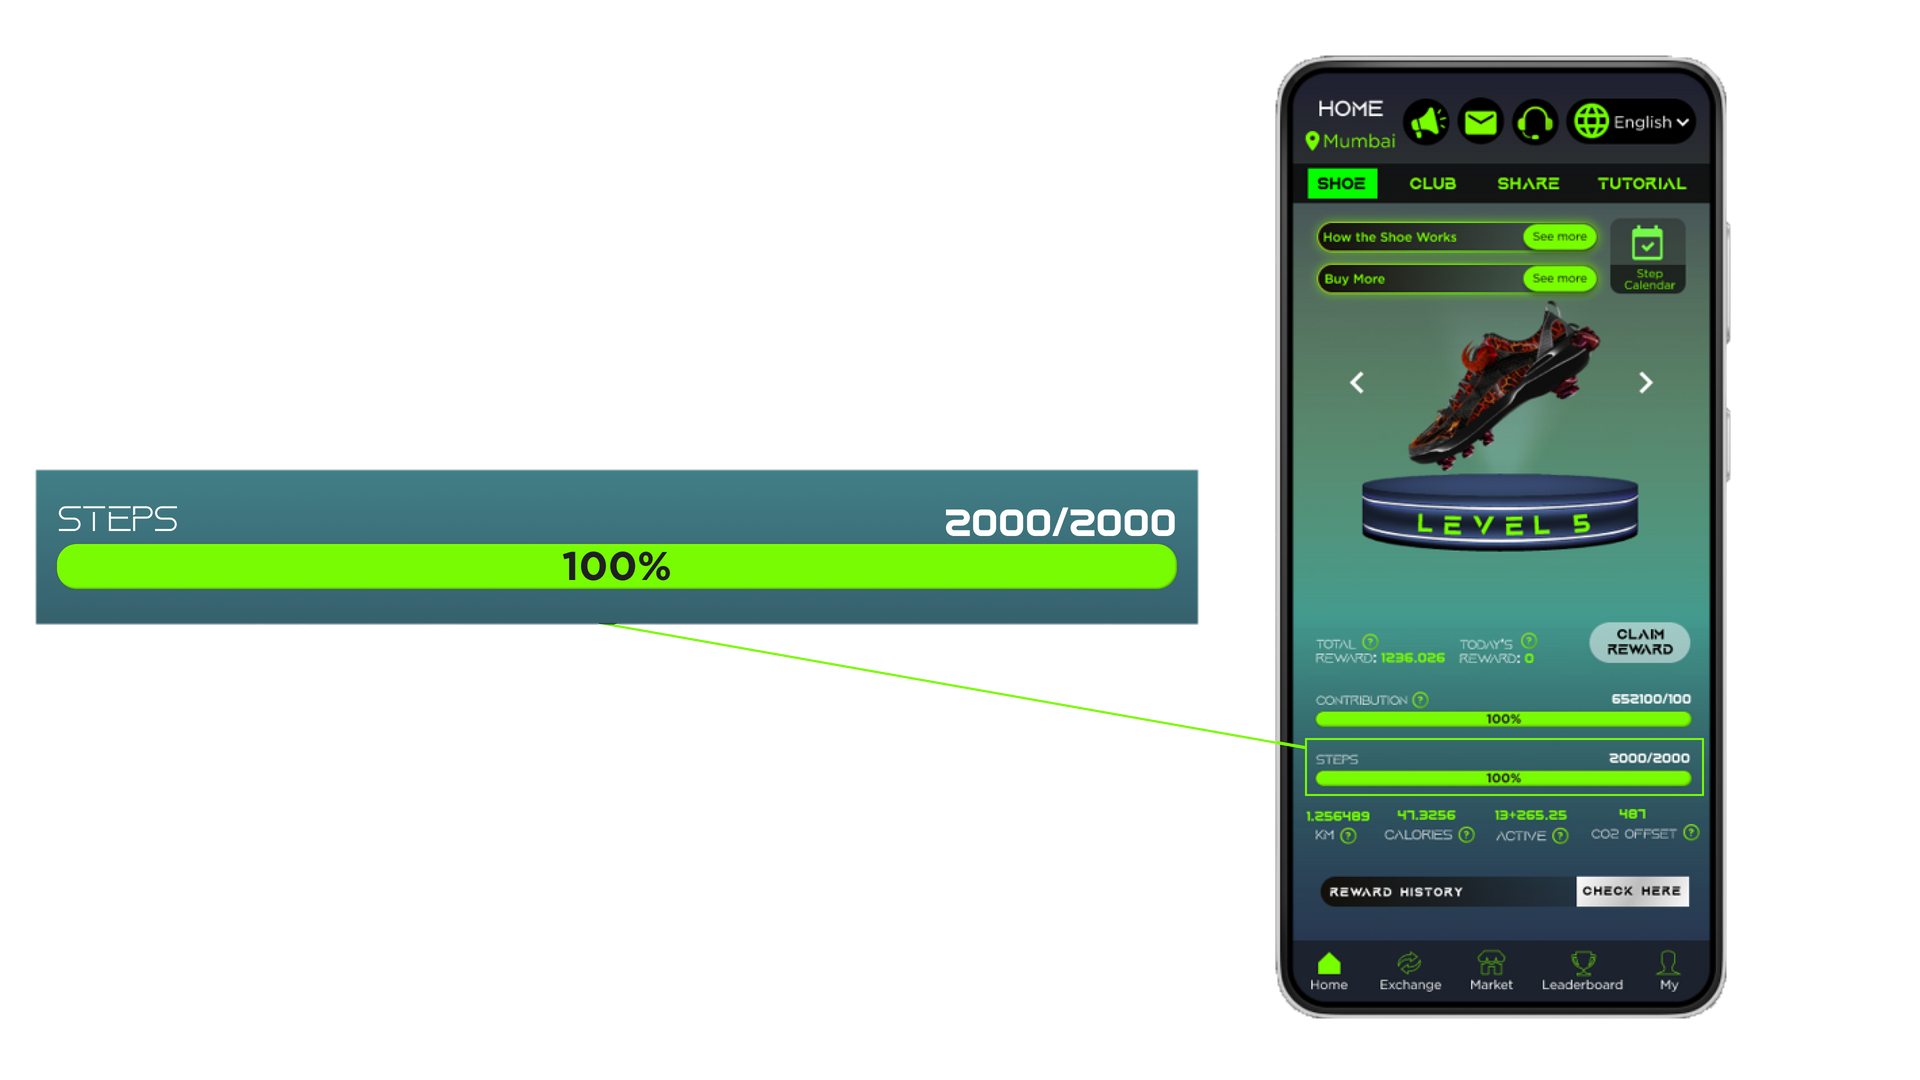 STEPS
2000/2000
100%
HOME
Mumbai
English
SHOE CLUB SHARE TUTORIAL
How the Shoe Works See more
Buy More See more
Step
Calendar
LEVEL 5
TOTAL ?
REWARD: 1236.026
TODAY'S ?
REWARD: 0
CLAIM
REWARD
CONTRIBUTION ? 652100/100
100%
STEPS 2000/2000
100%
1.256489 47.3256 13+265.25 487
KM ? CALORIES ? ACTIVE ? CO2 OFFSET ?
REWARD HISTORY CHECK HERE
Home Exchange Market Leaderboard My